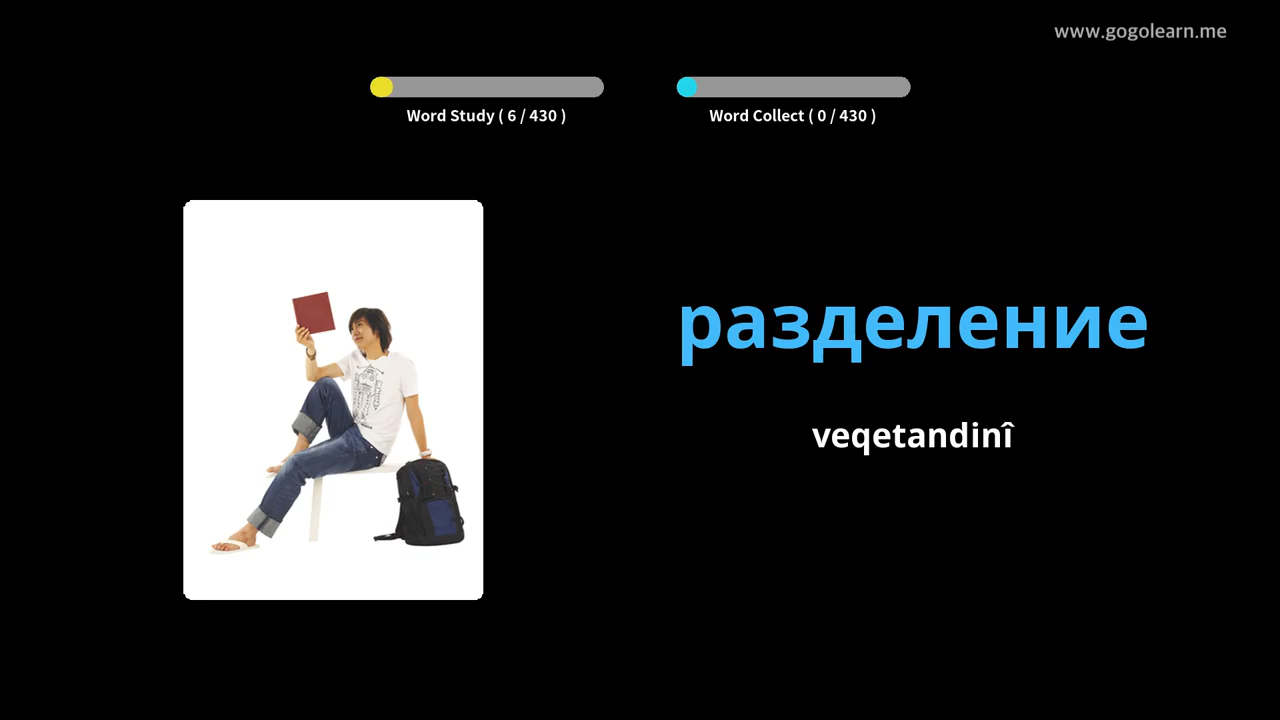 www.gogolearn.me
Word Study ( 6 / 430 )
Word Collect ( 0 / 430 )
разделение
veqetandinî